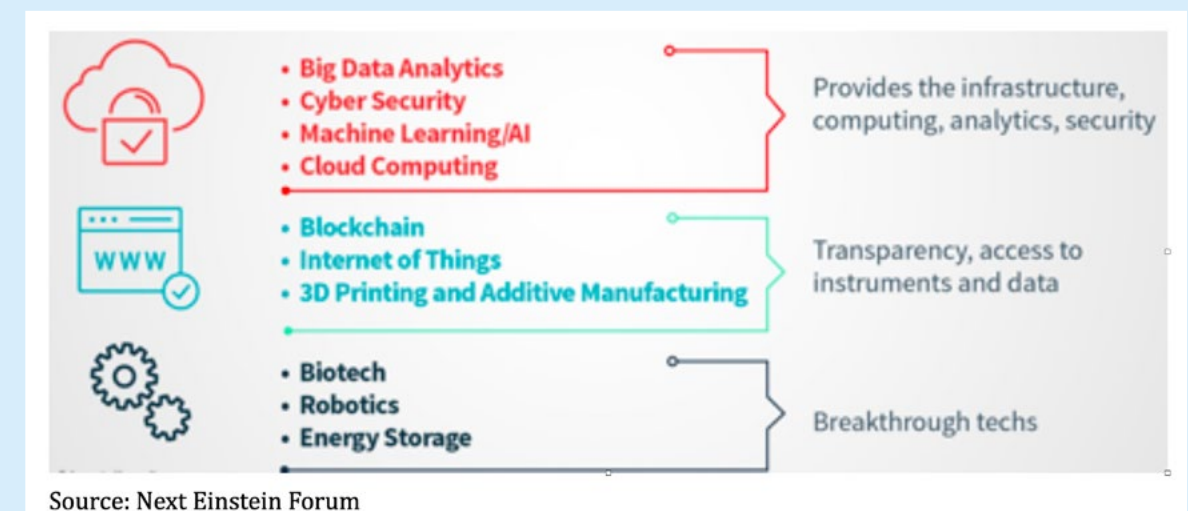 • Big Data Analytics
• Cyber Security
• Machine Learning/AI
• Cloud Computing
Provides the infrastructure,
computing, analytics, security
WWW
• Blockchain
• Internet of Things
• 3D Printing and Additive Manufacturing
Transparency, access to
instruments and data
• Biotech
• Robotics
• Energy Storage
Breakthrough techs
Source: Next Einstein Forum